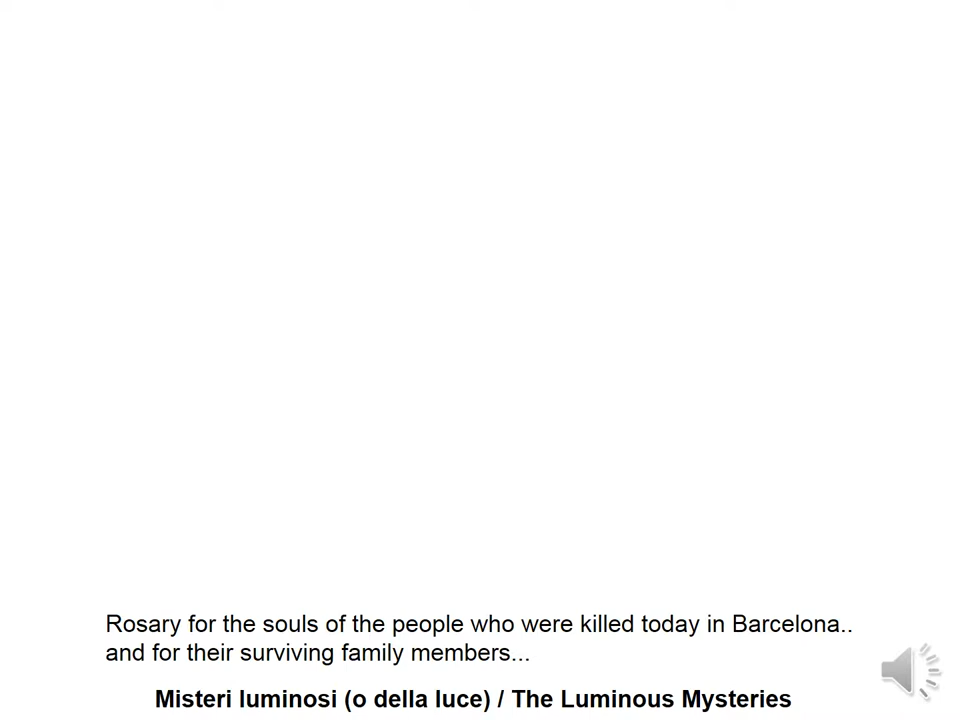 Rosary for the souls of the people who were killed today in Barcelona..
and for their surviving family members...
Misteri luminosi (o della luce) / The Luminous Mysteries